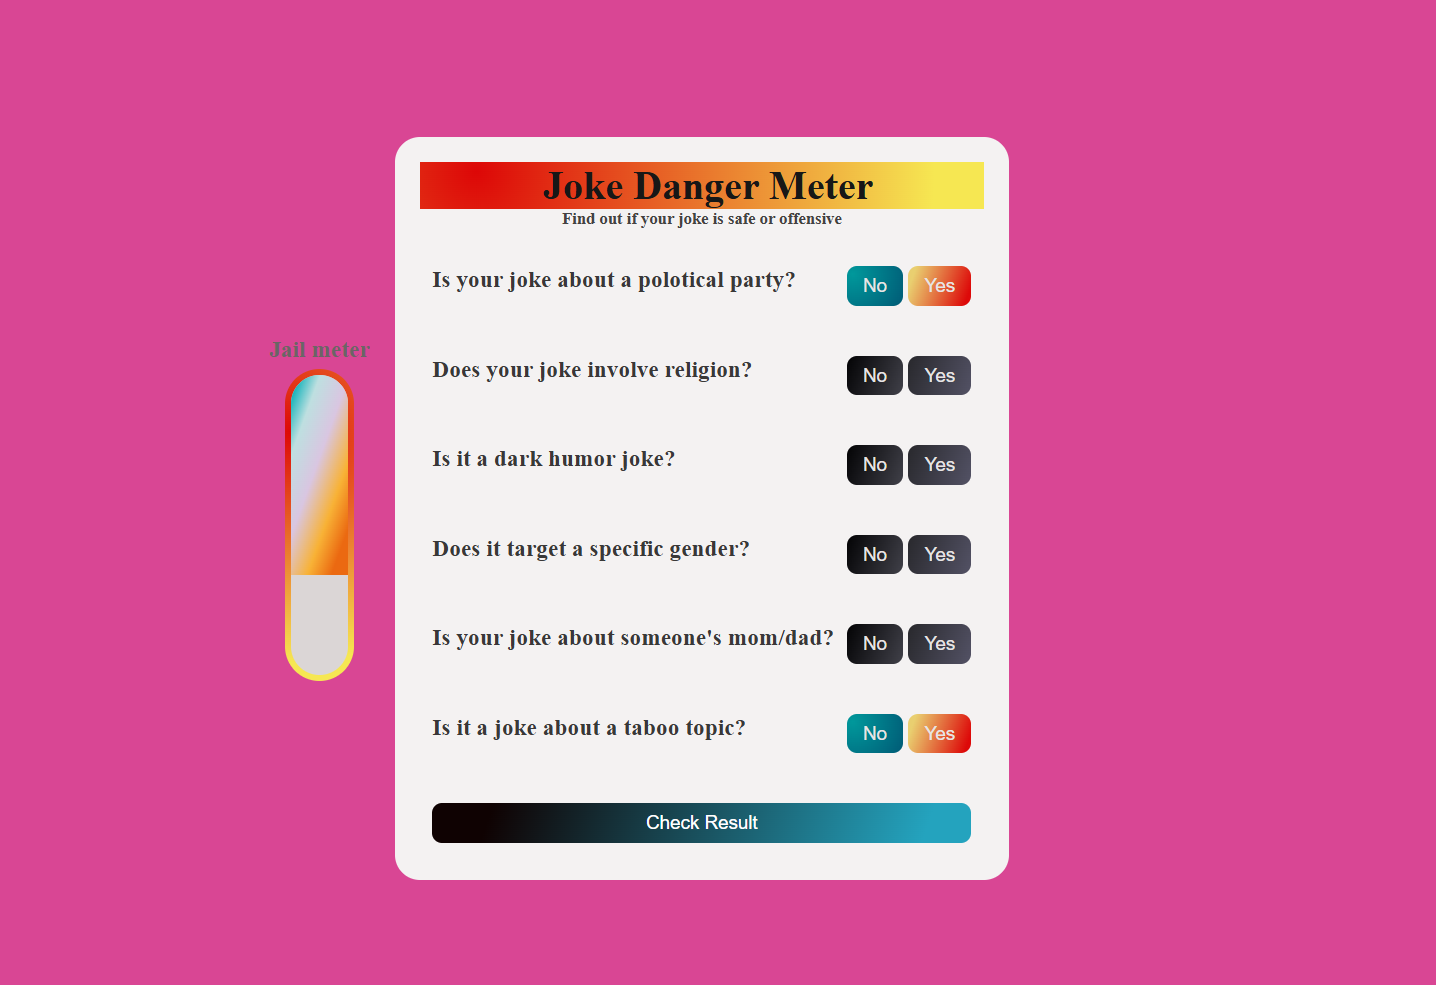 Joke Danger Meter
Find out if your joke is safe or offensive
Is your joke about a polotical party? No Yes
Jail meter
Does your joke involve religion? No Yes
Is it a dark humor joke? No Yes
Does it target a specific gender? No Yes
Is your joke about someone's mom/dad? No Yes
Is it a joke about a taboo topic? No Yes
Check Result